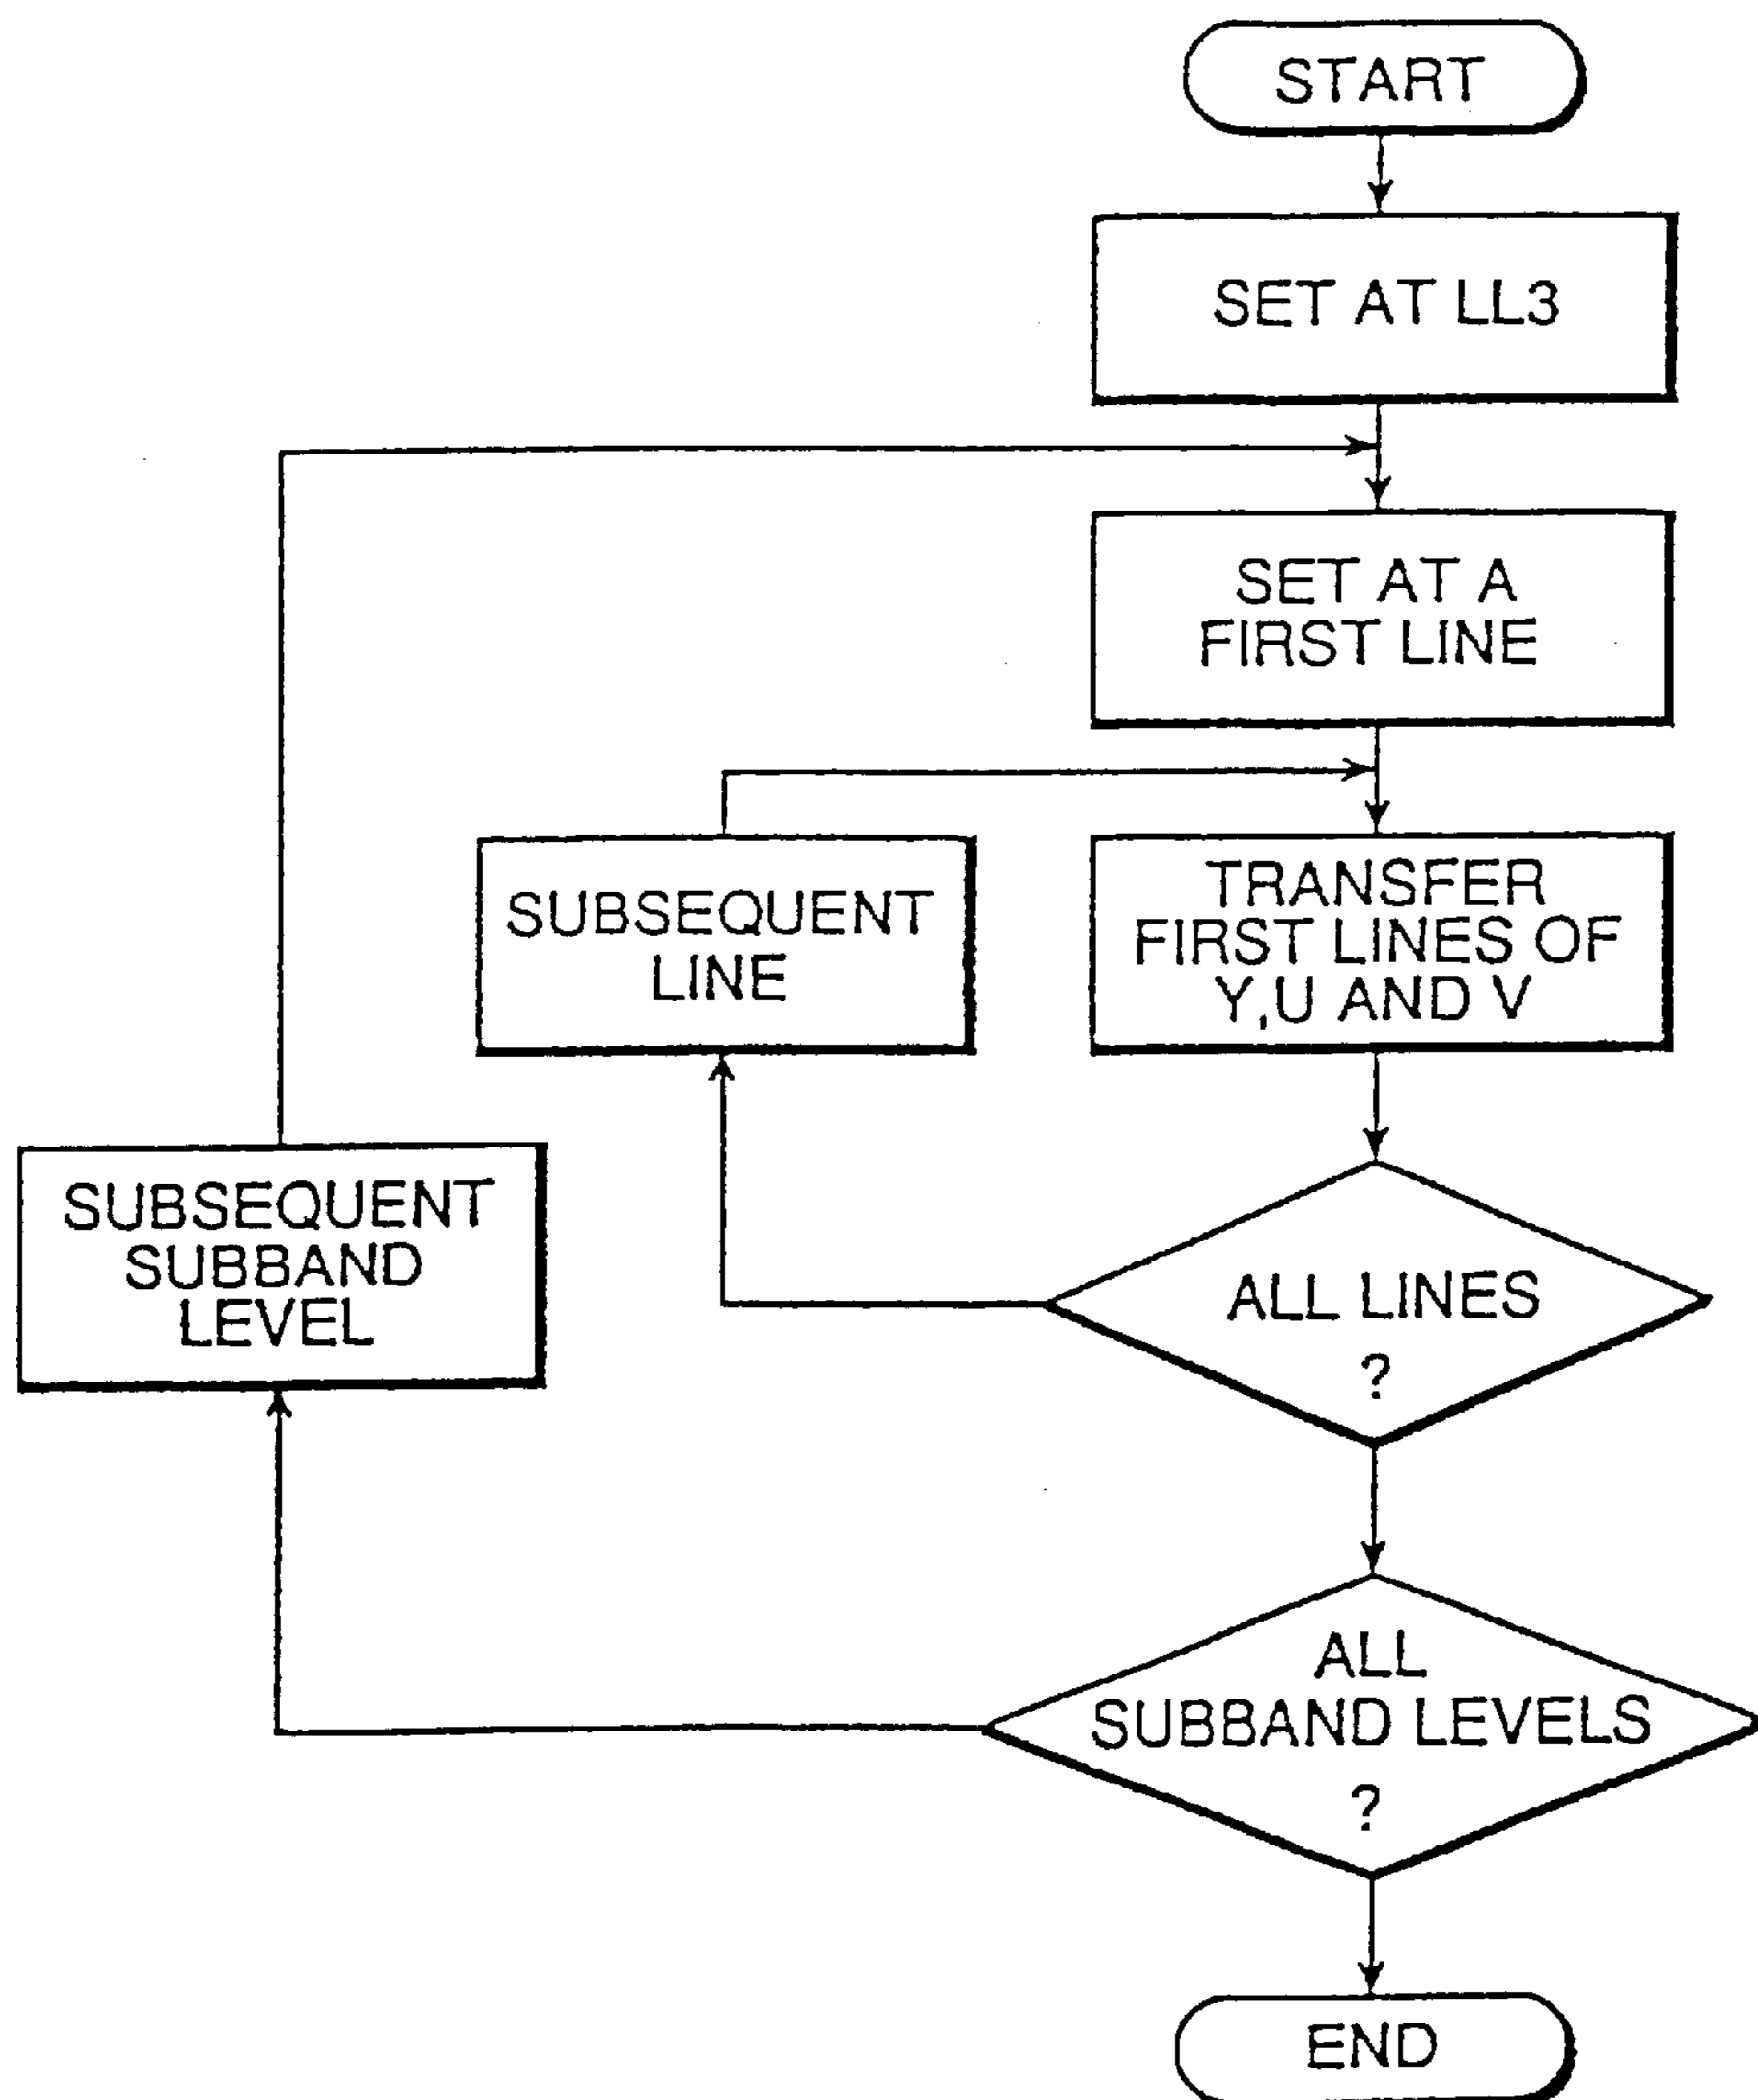 START
SET AT LL3
SET AT A
FIRST LINE
SUBSEQUENT
LINE
TRANSFER
FIRST LINES OF
Y,U AND V
SUBSEQUENT
SUBBAND
LEVEL
ALL LINES
?
ALL
SUBBAND LEVELS
?
END